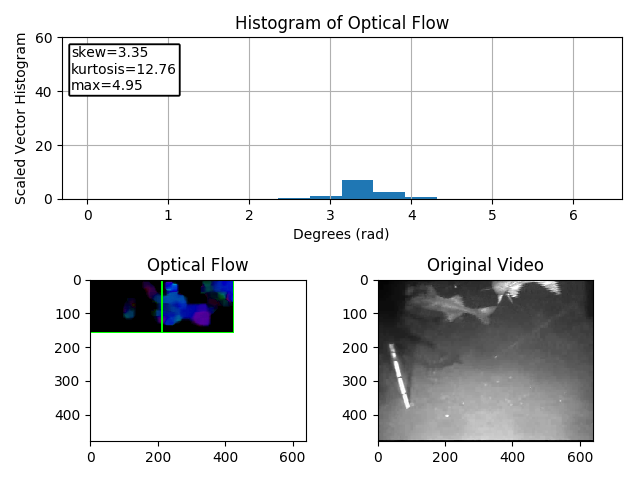 Histogram of Optical Flow
Scaled Vector Histogram
60
40
20
0
skew=3.35
kurtosis=12.76
max=4.95
0 1 2 3 4 5 6
Degrees (rad)
Optical Flow
0
100
200
300
400
0 200 400 600
Original Video
0
100
200
300
400
0 200 400 600